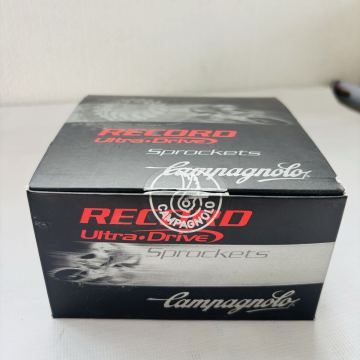 RECORD
Ultra-Drive
Sprockets
Campagnolo
CAMPAGNOLO
RECORD
Ultra-Drive
Sprockets
Campagnolo